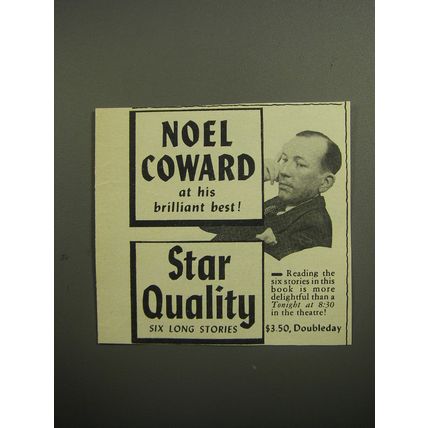 NOEL
COWARD
at his
brilliant best!
Star
Quality
SIX LONG STORIES
— Reading the
six stories in this
book is more
delightful than a
Tonight at 8:30
in the theatre!
$3.50, Doubleday